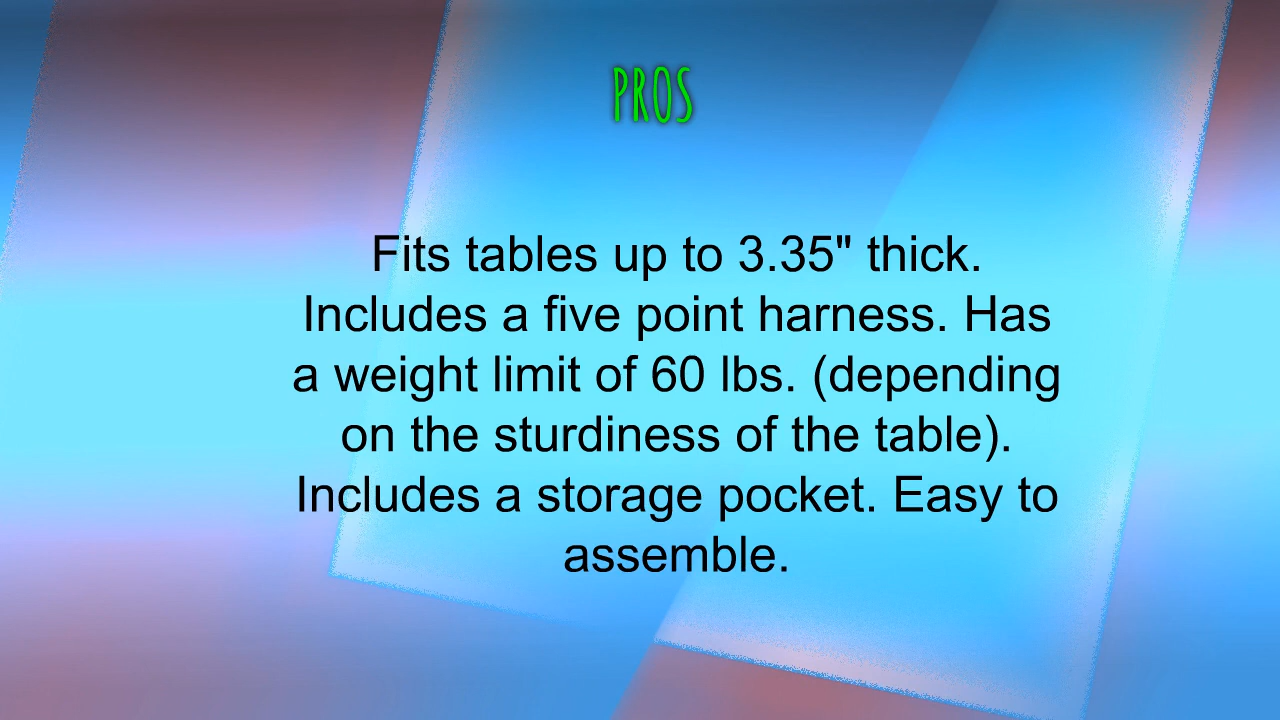 PROS
Fits tables up to 3.35" thick.
Includes a five point harness. Has
a weight limit of 60 lbs. (depending
on the sturdiness of the table).
Includes a storage pocket. Easy to
assemble.